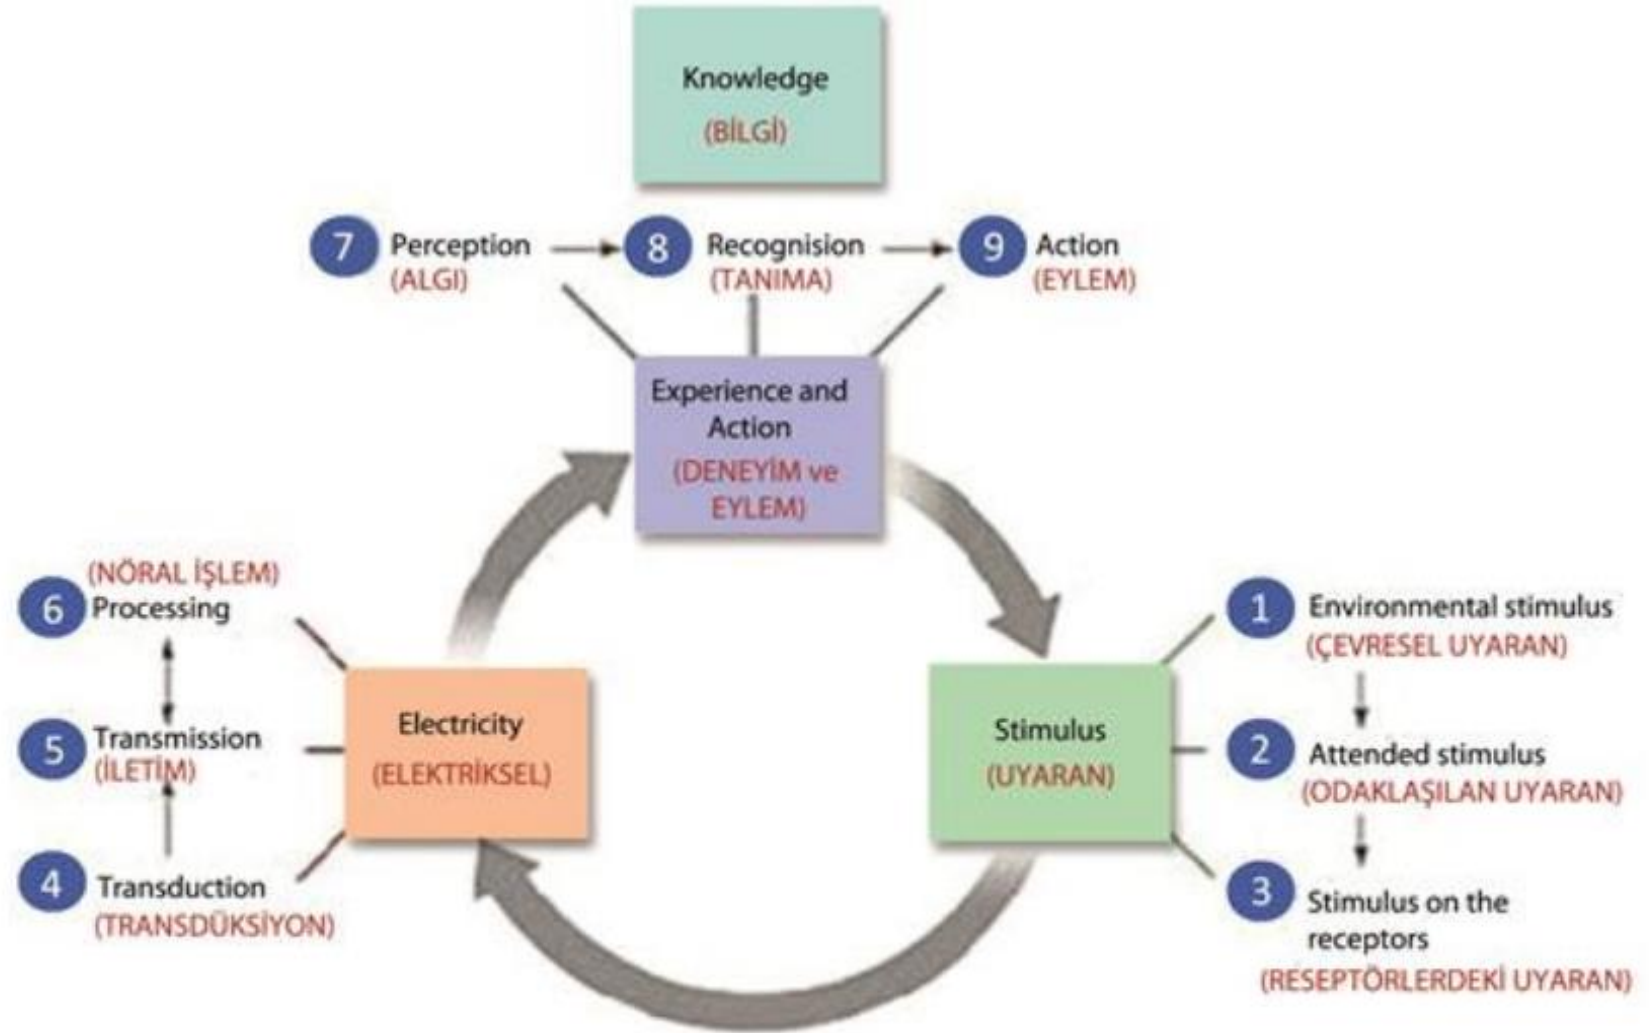 Knowledge
(BİLGİ)
7 Perception
(ALGI)
8 Recognision
(TANIMA)
9 Action
(EYLEM)
Experience and
Action
(DENEYİM ve
EYLEM)
(NÖRAL İŞLEM)
6 Processing
5 Transmission
(İLETİM)
4 Transduction
(TRANSDÜKSİYON)
Electricity
(ELEKTRİKSEL)
Stimulus
(UYARAN)
1 Environmental stimulus
(ÇEVRESEL UYARAN)
2 Attended stimulus
(ODAKLAŞILAN UYARAN)
3 Stimulus on the
receptors
(RESEPTÖRLERDEKİ UYARAN)